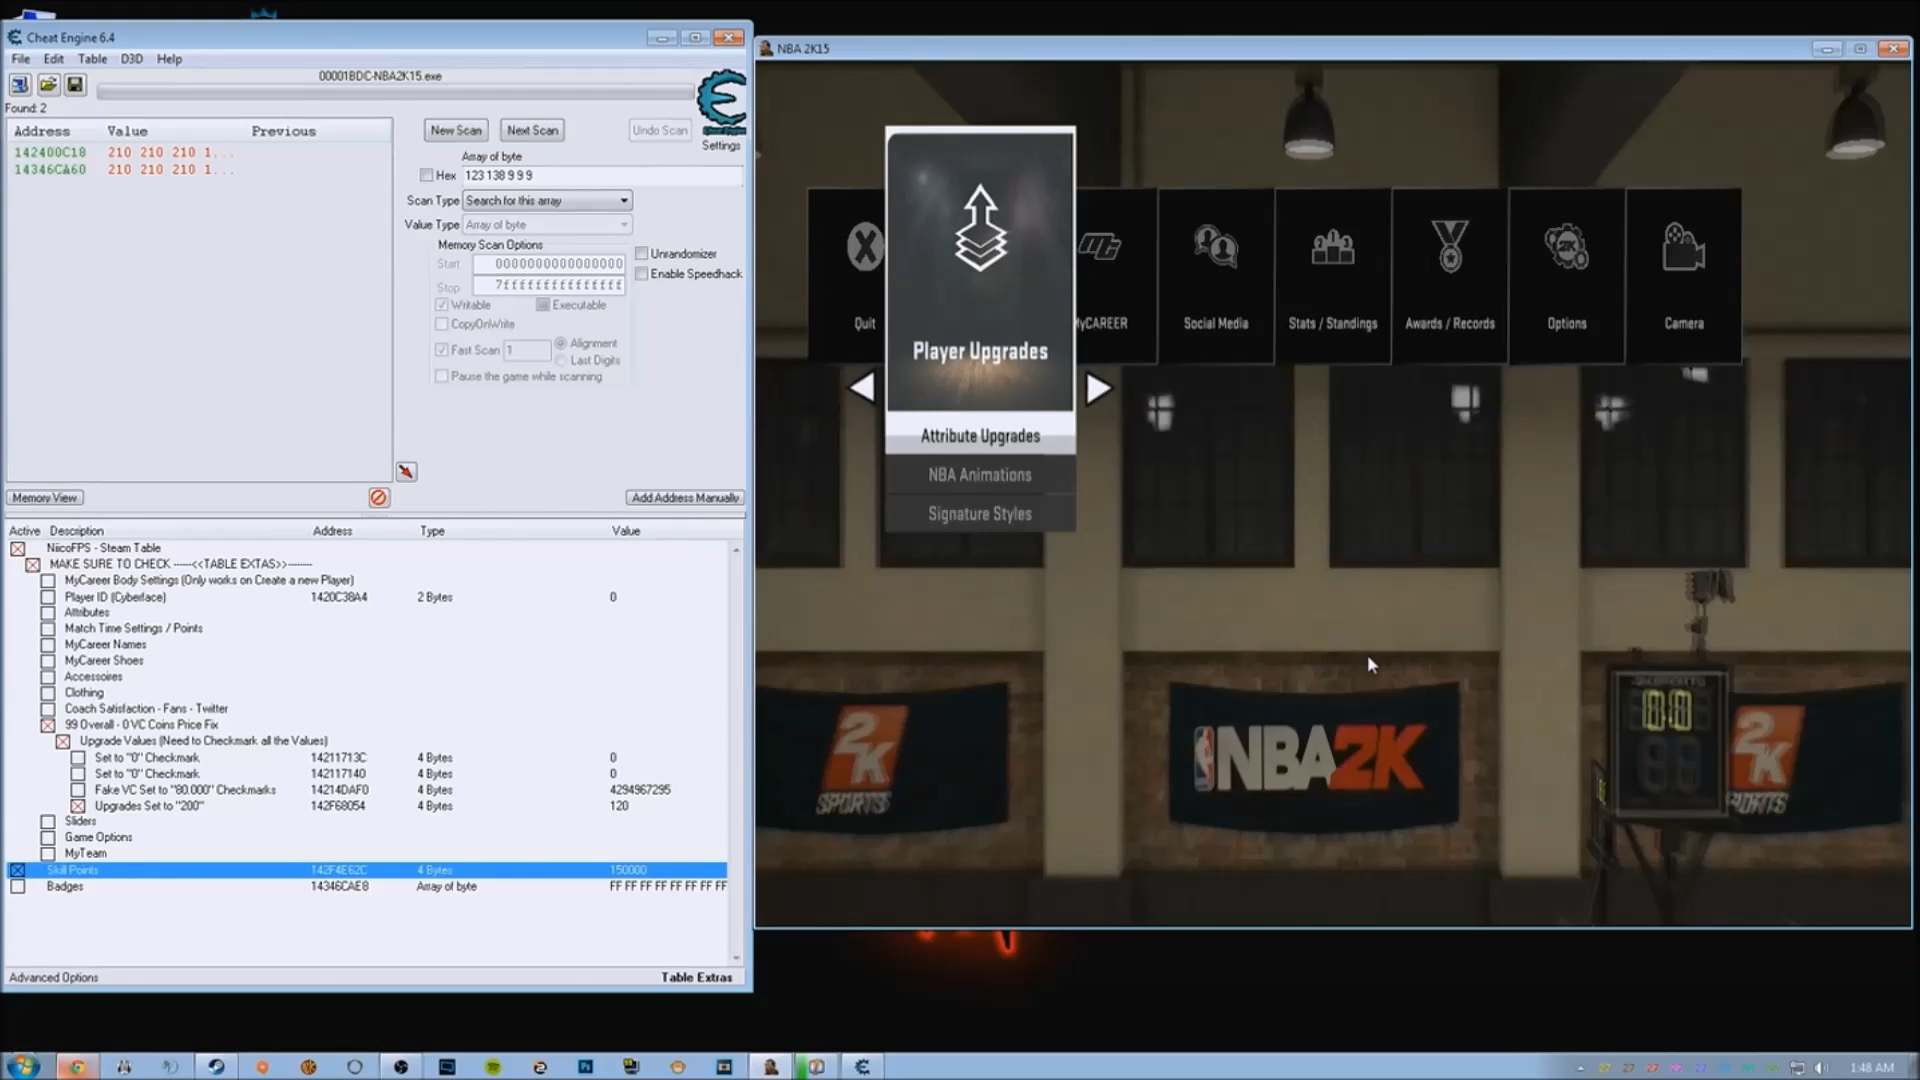 Cheat Engine 6.4
File Edit Table D3D Help
00001BDC-NBA2K15.exe
Found: 2
Address Value Previous
142400C18 210 210 210 1...
14346CA60 210 210 210 1...
New Scan Next Scan Undo Scan
Settings
Array of byte
Hex 123 138 9 9 9
Scan Type Search for this array
Value Type Array of byte
Memory Scan Options
Start 0000000000000000
Stop 7fffffffffffffff
Writable Executable
CopyOnWrite
Fast Scan 1 Alignment
Last Digits
Pause the game while scanning
Unrandomizer
Enable Speedhack
Memory View Add Address Manually
Active Description Address Type Value
NiicoFPS - Steam Table
MAKE SURE TO CHECK ------<<TABLE EXTAS>>--------
MyCareer Body Settings (Only works on Create a new Player)
Player ID (Cyberface) 1420C38A4 2 Bytes 0
Attributes
Match Time Settings / Points
MyCareer Names
MyCareer Shoes
Accessoires
Clothing
Coach Satisfaction - Fans - Twitter
99 Overall - 0 VC Coins Price Fix
Upgrade Values (Need to Checkmark all the Values)
Set to "0" Checkmark 14211713C 4 Bytes 0
Set to "0" Checkmark 142117140 4 Bytes 0
Fake VC Set to "80.000" Checkmarks 14214DAF0 4 Bytes 4294967295
Upgrades Set to "200" 142F68054 4 Bytes 120
Sliders
Game Options
MyTeam
Skill Points 142F4E62C 4 Bytes 150000
Badges 14346CAE8 Array of byte FF FF FF FF FF FF FF FF
Advanced Options Table Extras
NBA 2K15
Quit
Player Upgrades
MyCAREER
Social Media
Stats / Standings
Awards / Records
Options
Camera
Attribute Upgrades
NBA Animations
Signature Styles
2K
SPORTS
NBA2K
00
2K
SPORTS
1:48 AM